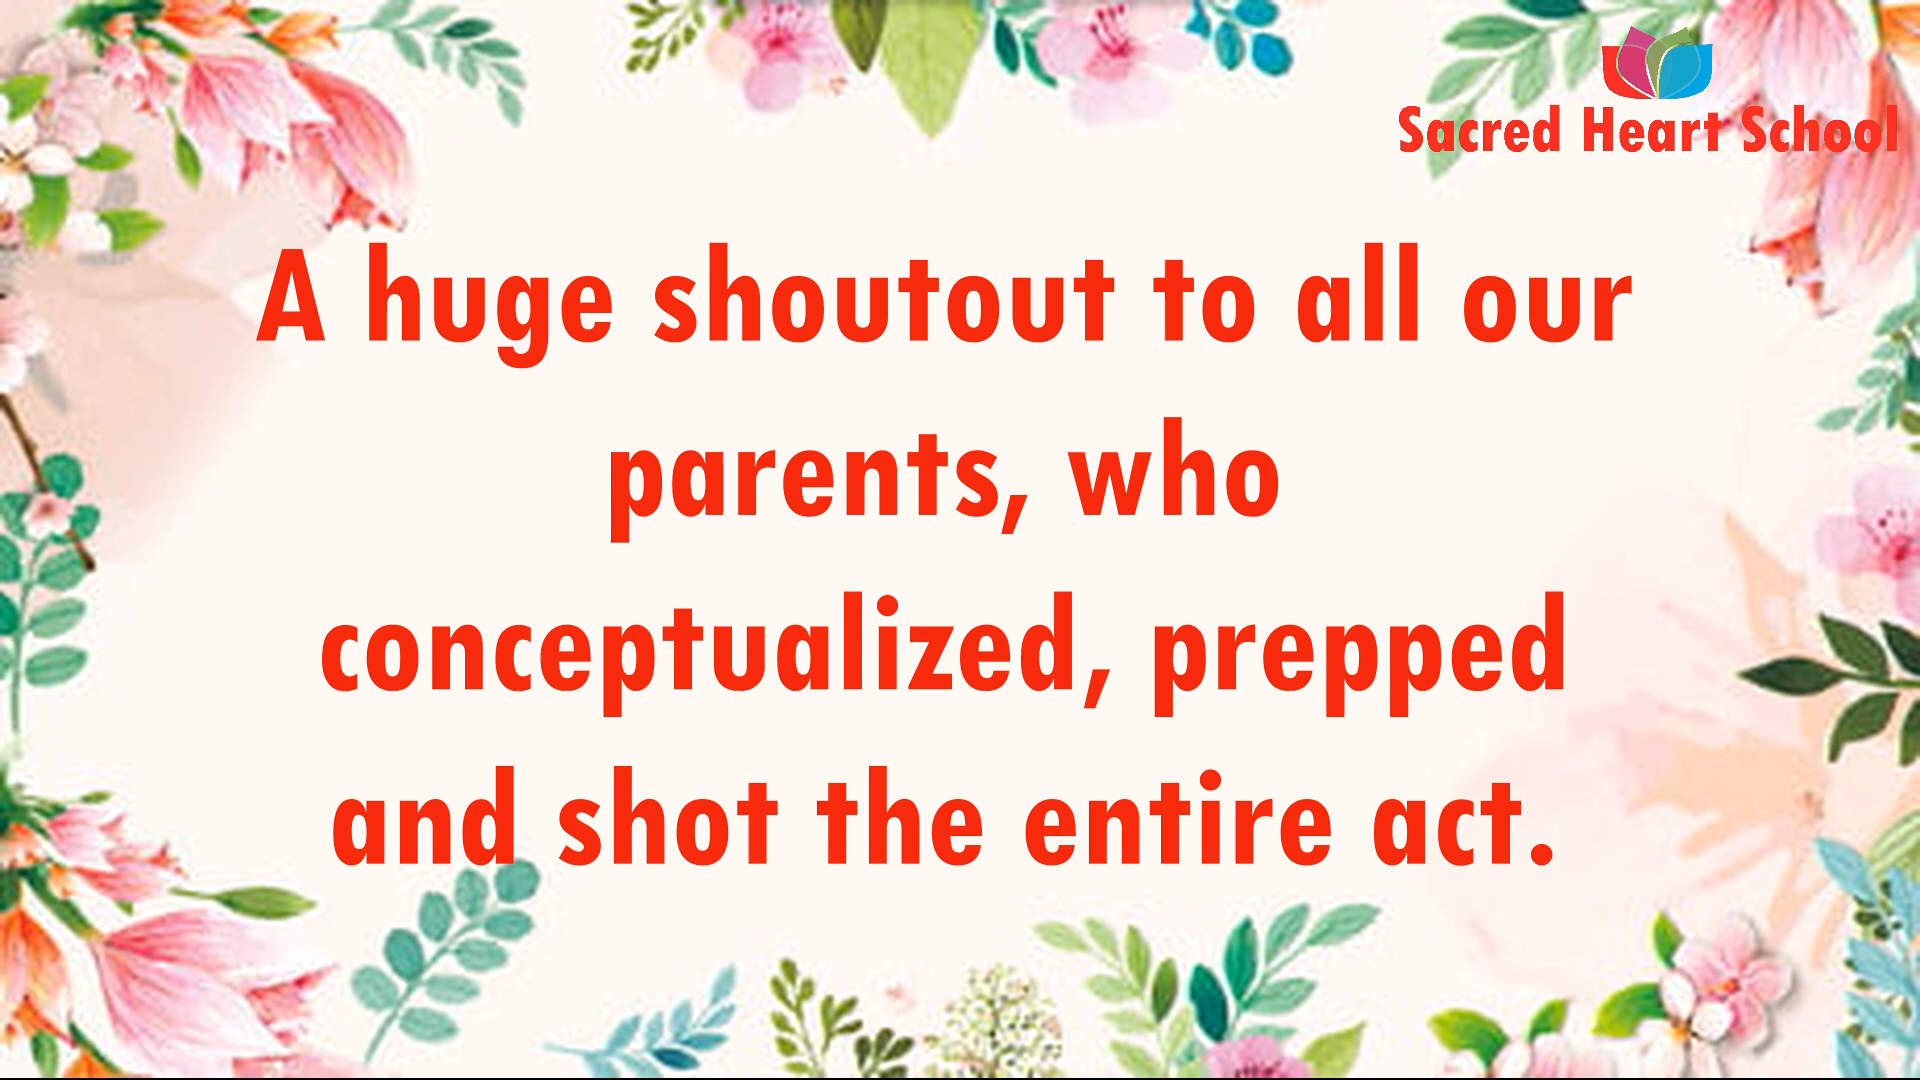 Sacred Heart School
A huge shoutout to all our
parents, who
conceptualized, prepped
and shot the entire act.